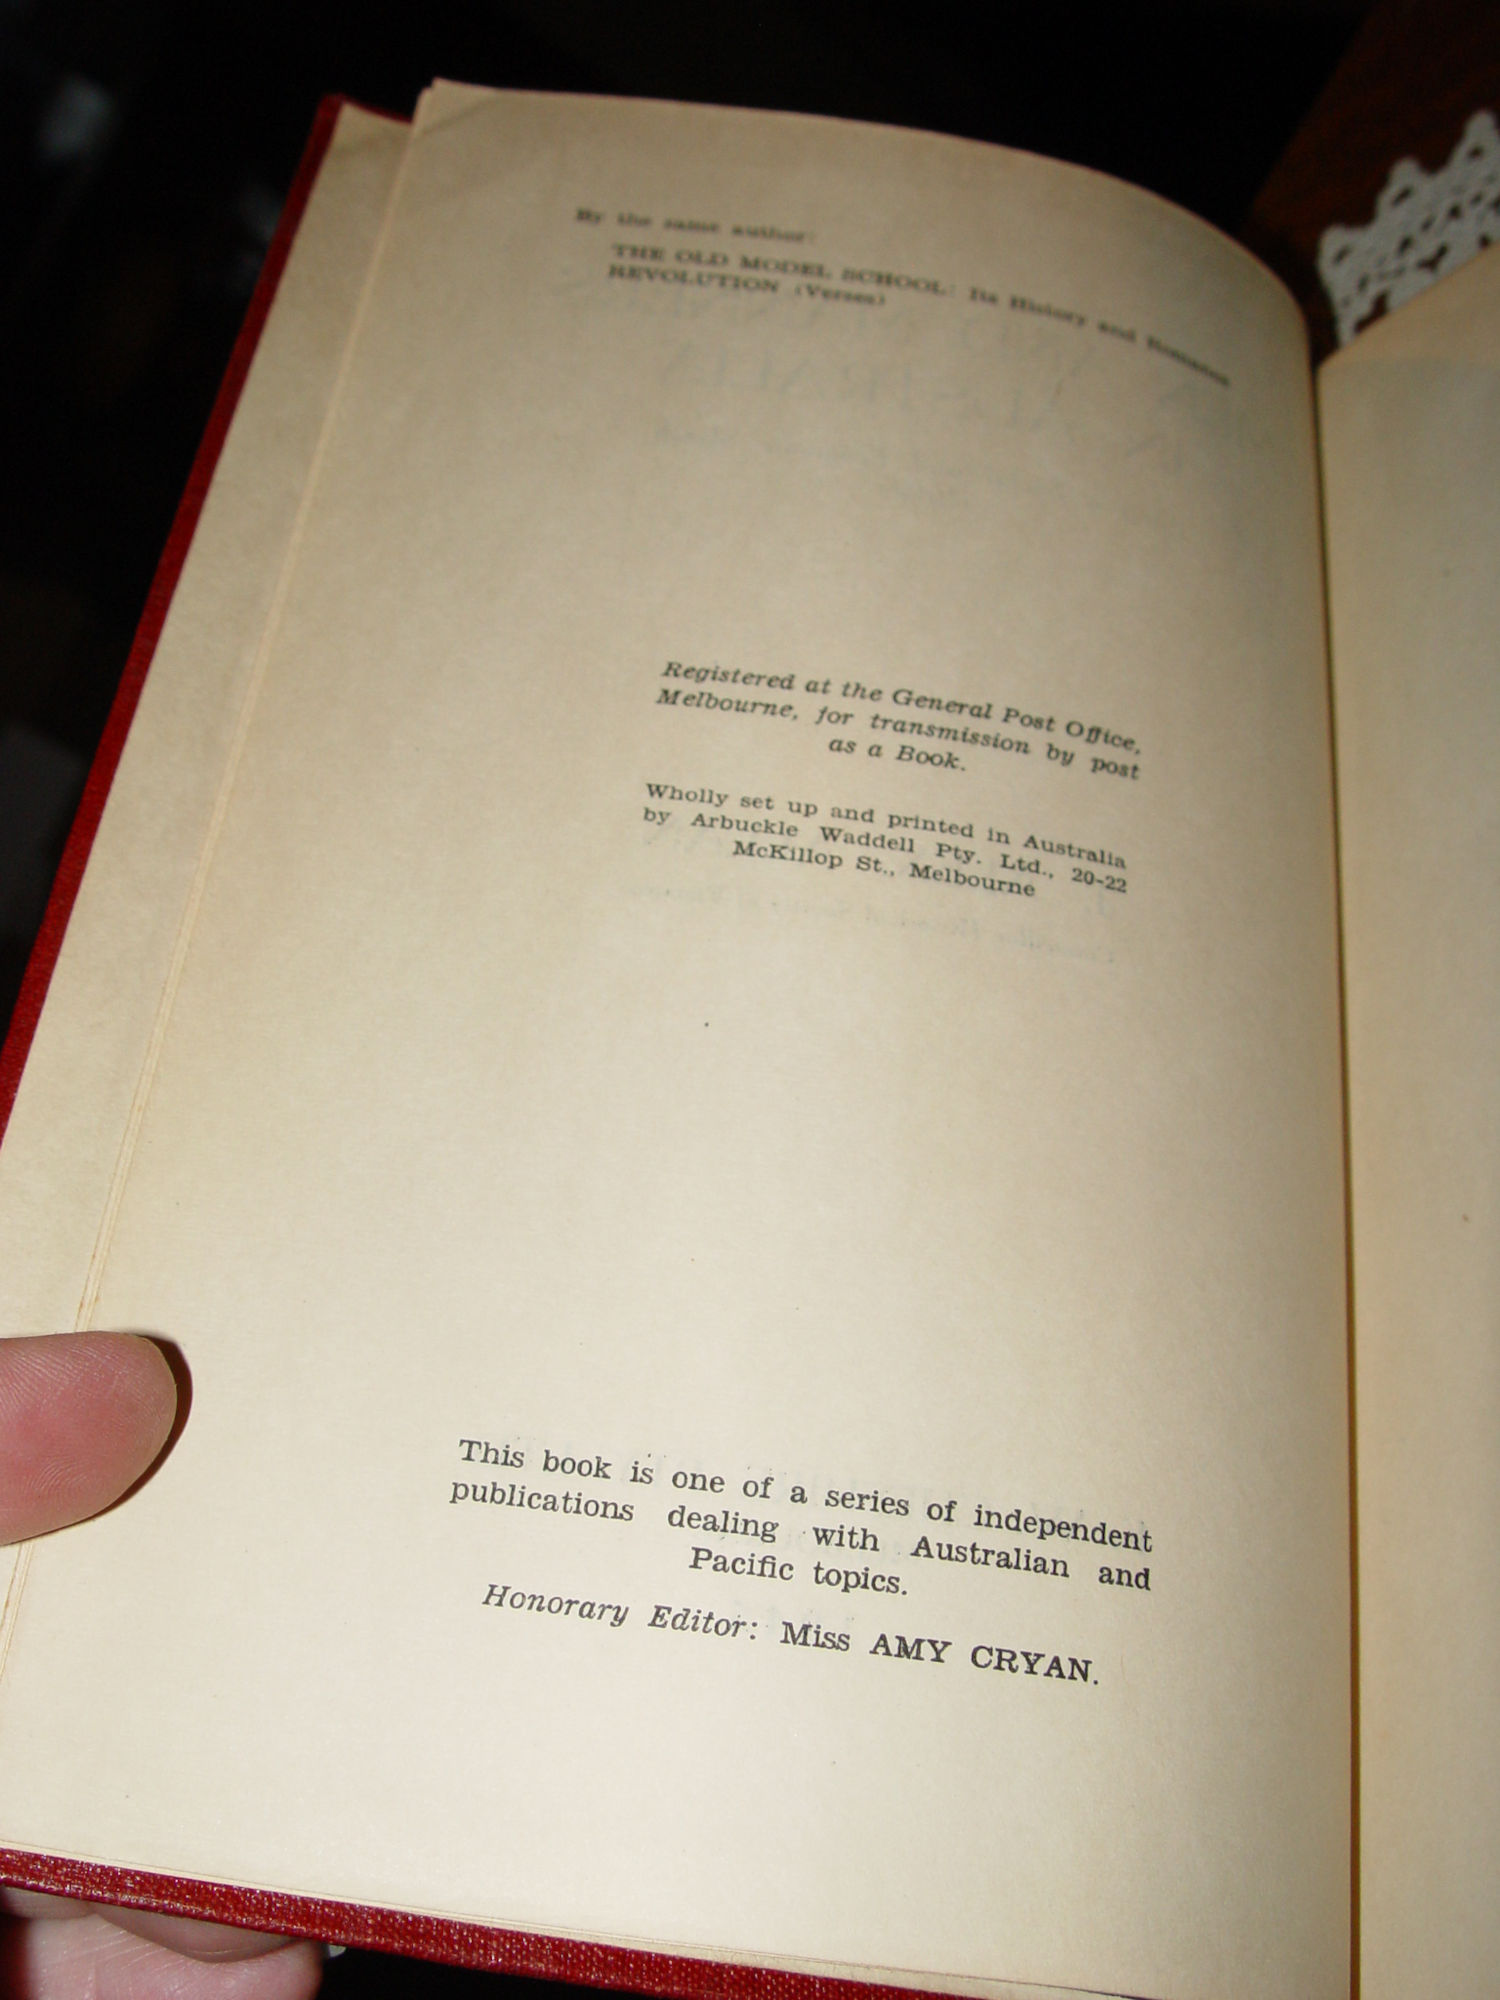 By the same author:
THE OLD MODEL SCHOOL: Its History and Romance
REVOLUTION (Verses)
Registered at the General Post Office,
Melbourne, for transmission by post
as a Book.
Wholly set up and printed in Australia
by Arbuckle Waddell Pty. Ltd., 20-22
McKillop St., Melbourne
This book is one of a series of independent
publications dealing with Australian and
Pacific topics.
Honorary Editor: Miss AMY CRYAN.